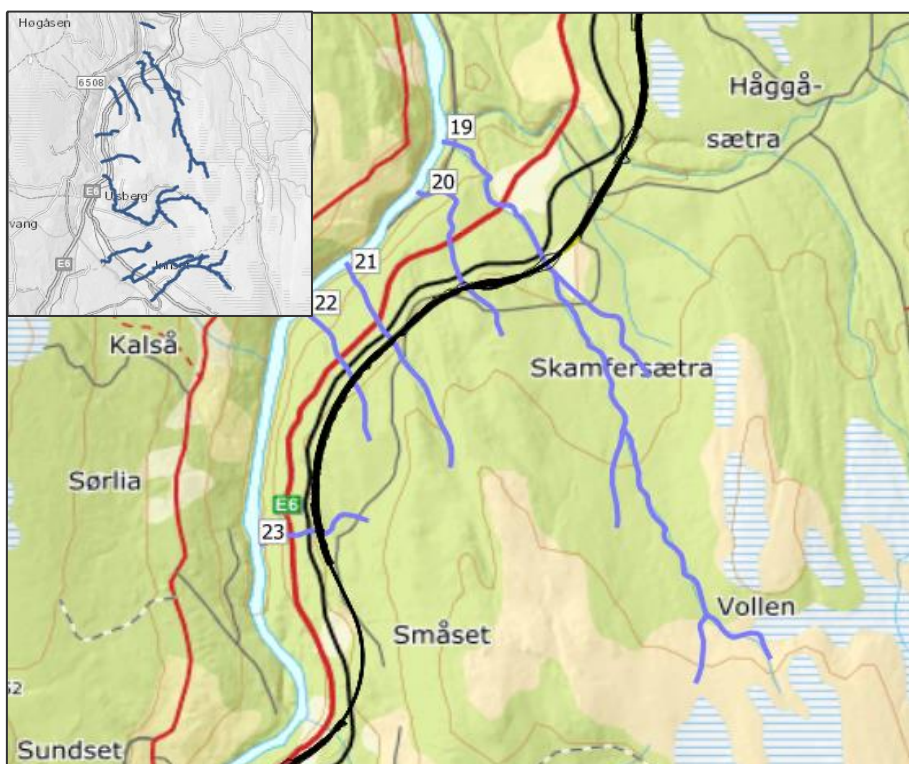 Høgåsen
6508
E6
Ulsberg
vang
E6
19
20
21
22
23
Håggå-
sætra
Kalså
Skamfersætra
Sørlia
E6
Vollen
Småset
52
Sundset